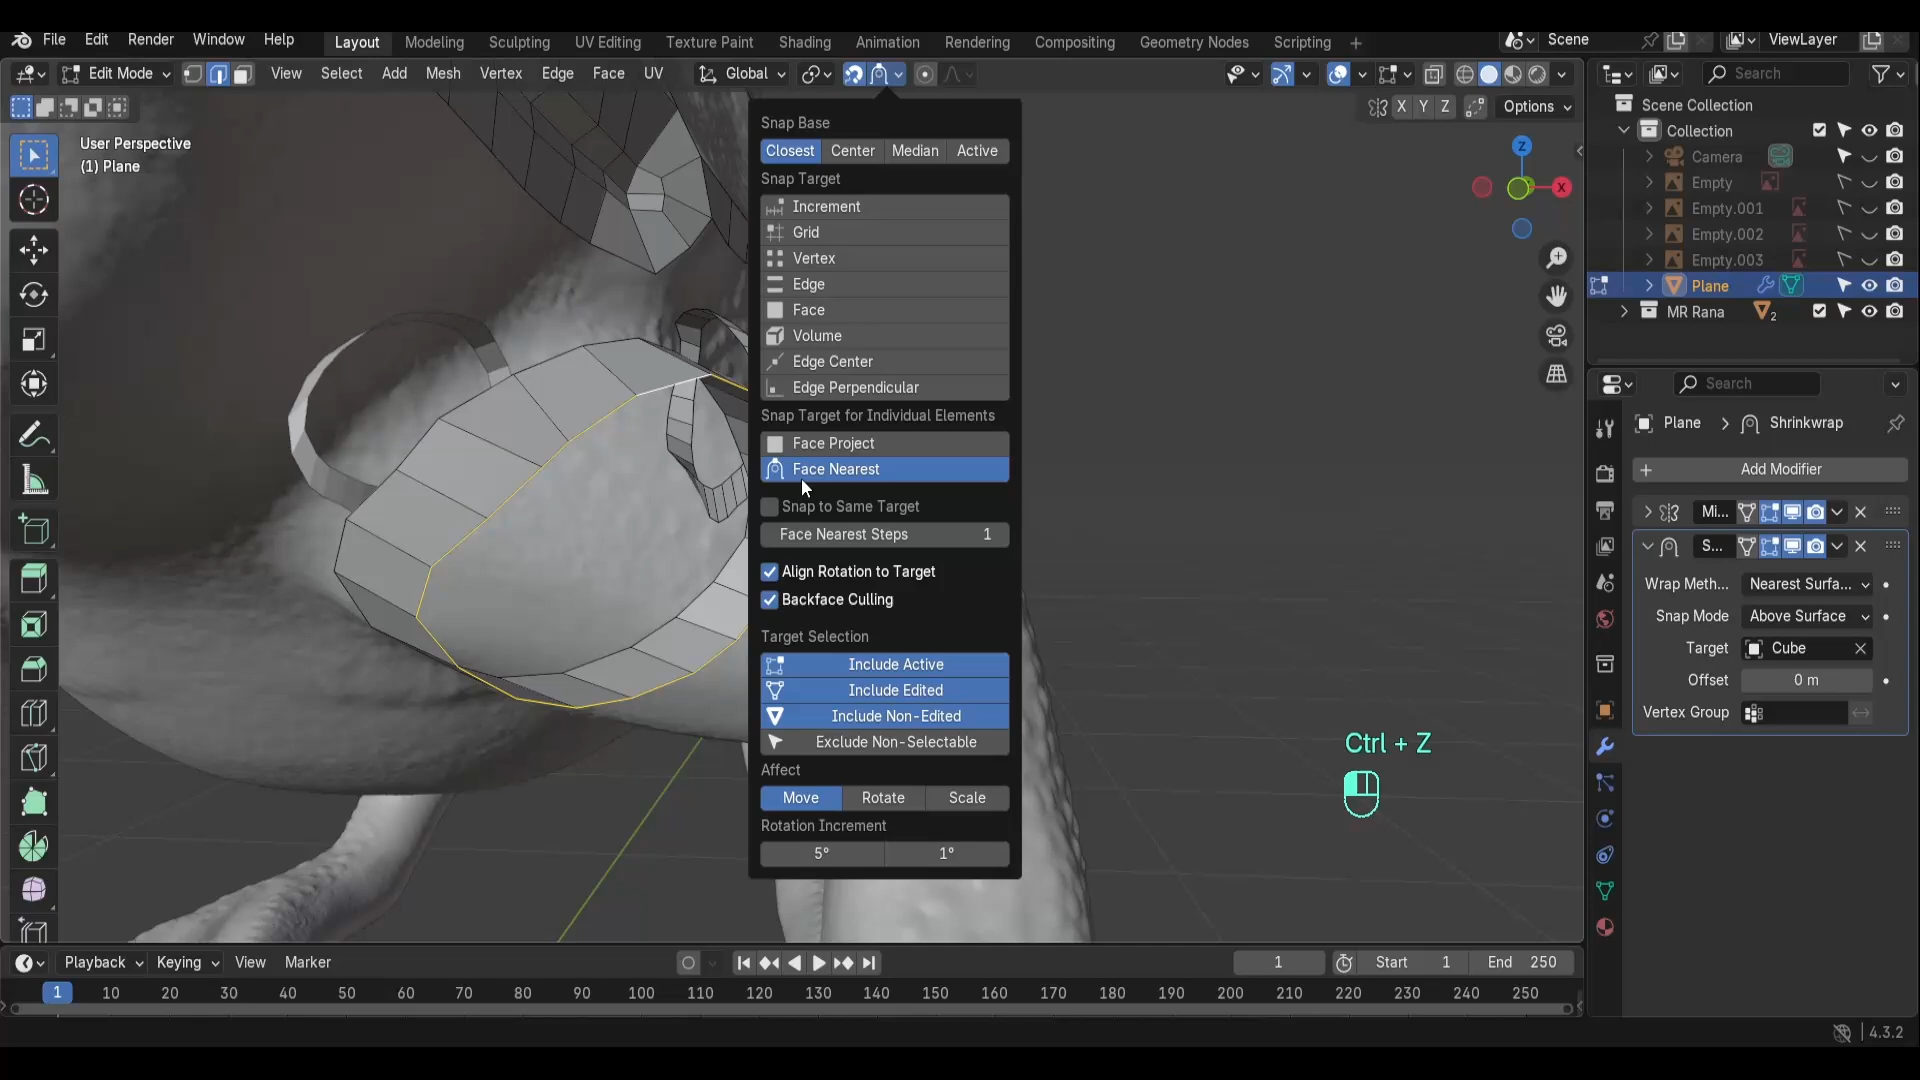 File Edit Render Window Help Layout Modeling Sculpting UV Editing Texture Paint Shading Animation Rendering Compositing Geometry Nodes Scripting + Scene ViewLayer
Edit Mode View Select Add Mesh Vertex Edge Face UV Global Search
X Y Z Options
User Perspective
(1) Plane
Z
X
Snap Base
Closest Center Median Active
Snap Target
Increment
Grid
Vertex
Edge
Face
Volume
Edge Center
Edge Perpendicular
Snap Target for Individual Elements
Face Project
Face Nearest
Snap to Same Target
Face Nearest Steps 1
Align Rotation to Target
Backface Culling
Target Selection
Include Active
Include Edited
Include Non-Edited
Exclude Non-Selectable
Affect
Move Rotate Scale
Rotation Increment
5° 1°
Ctrl + Z
Scene Collection
Collection
Camera
Empty
Empty.001
Empty.002
Empty.003
Plane
MR Rana 2
Search
Plane > Shrinkwrap
+ Add Modifier
Mi...
S...
Wrap Meth... Nearest Surfa...
Snap Mode Above Surface
Target Cube
Offset 0 m
Vertex Group
Playback Keying View Marker 1 Start 1 End 250
1 10 20 30 40 50 60 70 80 90 100 110 120 130 140 150 160 170 180 190 200 210 220 230 240 250
4.3.2